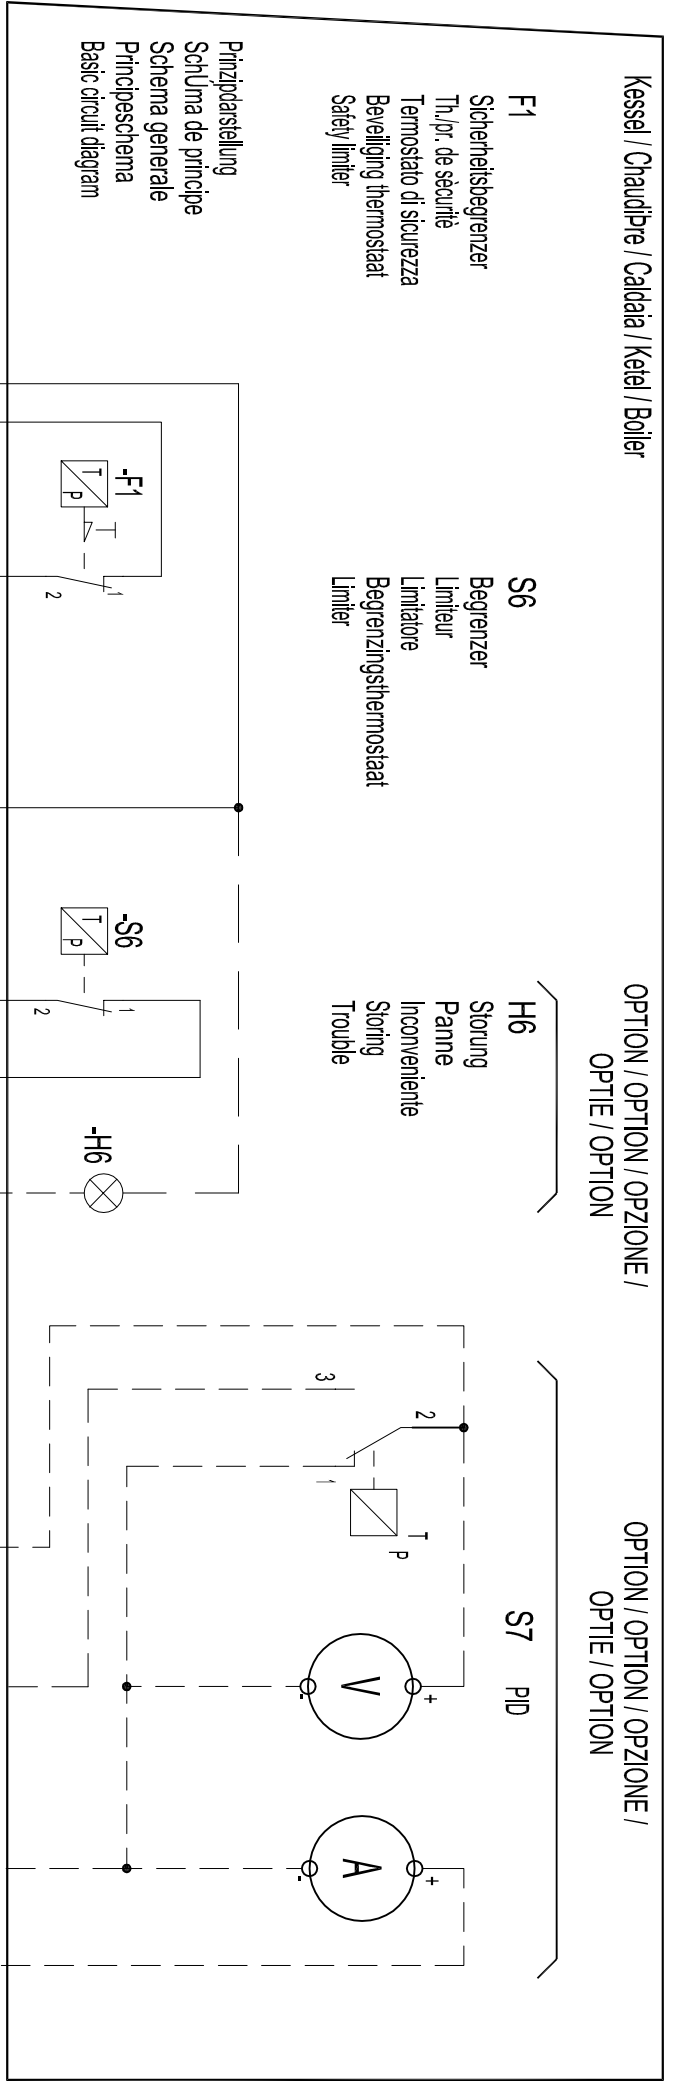 Kessel / ChaudiÞre / Caldaia / Ketel / Boiler
OPTION / OPTION / OPZIONE /
OPTIE / OPTION
OPTION / OPTION / OPZIONE /
OPTIE / OPTION
F1
Sicherheitsbegrenzer
Th./pr. de sècuritè
Termostato di sicurezza
Beveiliging thermostaat
Safety limiter
S6
Begrenzer
Limiteur
Limitatore
Begrenzingsthermostaat
Limiter
H6
Storung
Panne
Inconveniente
Storing
Trouble
S7 PID
Prinzipdarstellung
SchÚma de principe
Schema generale
Principeschema
Basic circuit diagram
-F1
T
P
1
2
-S6
T
P
1
2
-H6
3
2
1
T
P
V
+
-
A
+
-